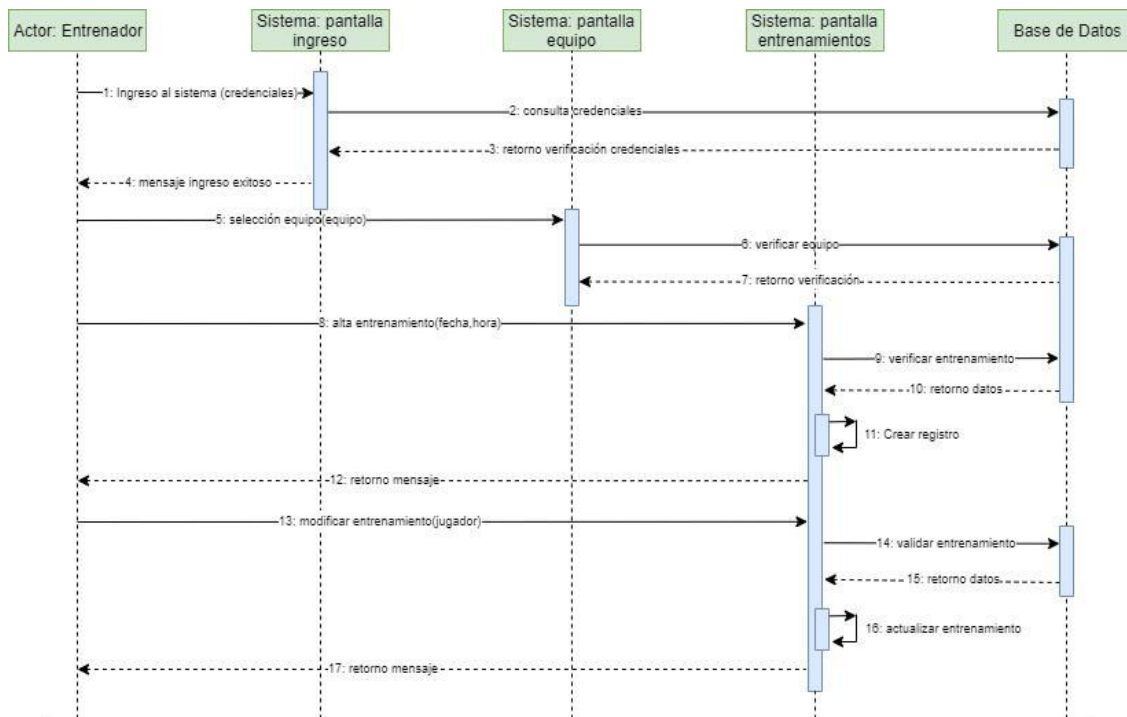 Actor: Entrenador
Sistema: pantalla
ingreso
Sistema: pantalla
equipo
Sistema: pantalla
entrenamientos
Base de Datos
1: Ingreso al sistema (credenciales)
2: consulta credenciales
3: retorno verificación credenciales
4: mensaje ingreso exitoso
5: selección equipo(equipo)
6: verificar equipo
7: retorno verificación
8: alta entrenamiento(fecha,hora)
9: verificar entrenamiento
10: retorno datos
11: Crear registro
12: retorno mensaje
13: modificar entrenamiento(jugador)
14: validar entrenamiento
15: retorno datos
16: actualizar entrenamiento
17: retorno mensaje